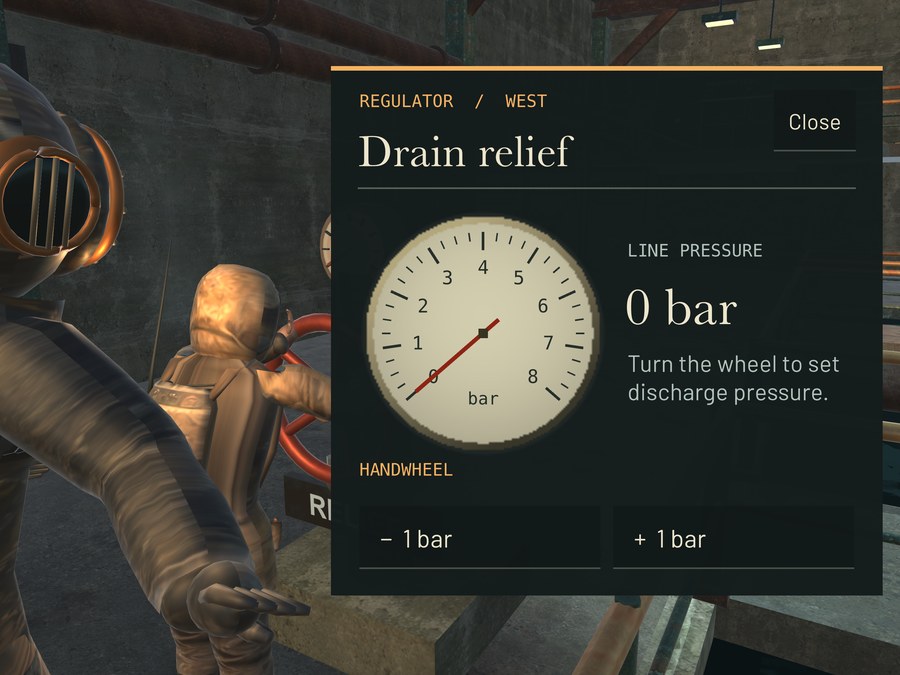 REGULATOR / WEST
Close
Drain relief
LINE PRESSURE
0 bar
Turn the wheel to set
discharge pressure.
0 1 2 3 4 5 6 7 8
bar
HANDWHEEL
− 1 bar
+ 1 bar